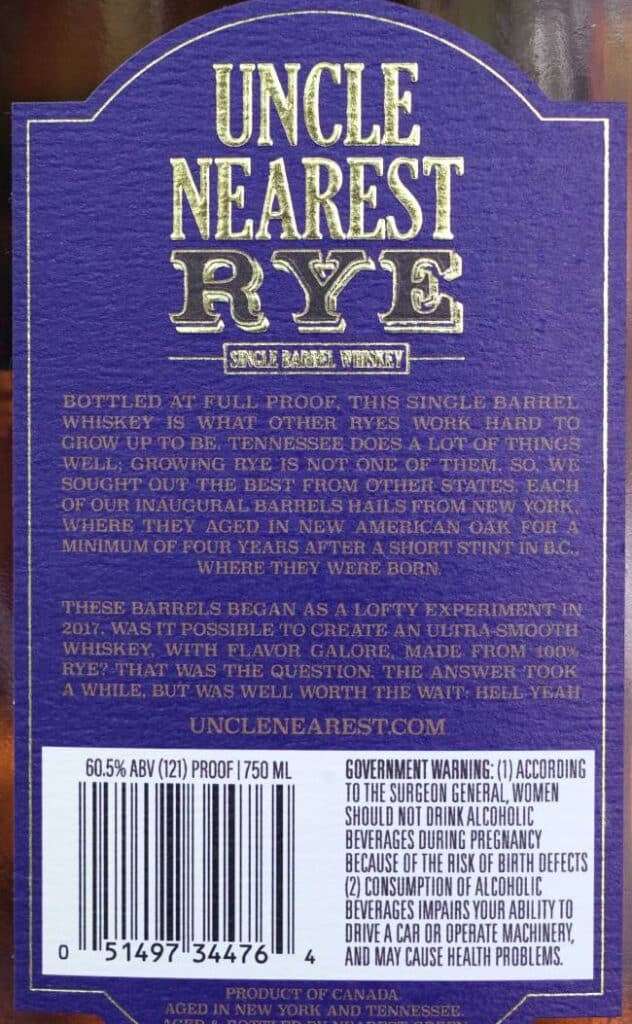 UNCLE
NEAREST
RYE
SINGLE BARREL WHISKEY
BOTTLED AT FULL PROOF, THIS SINGLE BARREL
WHISKEY IS WHAT OTHER RYES WORK HARD TO
GROW UP TO BE. TENNESSEE DOES A LOT OF THINGS
WELL; GROWING RYE IS NOT ONE OF THEM. SO, WE
SOUGHT OUT THE BEST FROM OTHER STATES. EACH
OF OUR INAUGURAL BARRELS HAILS FROM NEW YORK,
WHERE THEY AGED IN NEW AMERICAN OAK FOR A
MINIMUM OF FOUR YEARS AFTER A SHORT STINT IN B.C.,
WHERE THEY WERE BORN.
THESE BARRELS BEGAN AS A LOFTY EXPERIMENT IN
2017. WAS IT POSSIBLE TO CREATE AN ULTRA-SMOOTH
WHISKEY, WITH FLAVOR GALORE, MADE FROM 100%
RYE? THAT WAS THE QUESTION. THE ANSWER TOOK
A WHILE, BUT WAS WELL WORTH THE WAIT: HELL YEAH
UNCLENEAREST.COM
60.5% ABV (121) PROOF | 750 ML
0 51497 34476 4
GOVERNMENT WARNING: (1) ACCORDING
TO THE SURGEON GENERAL, WOMEN
SHOULD NOT DRINK ALCOHOLIC
BEVERAGES DURING PREGNANCY
BECAUSE OF THE RISK OF BIRTH DEFECTS
(2) CONSUMPTION OF ALCOHOLIC
BEVERAGES IMPAIRS YOUR ABILITY TO
DRIVE A CAR OR OPERATE MACHINERY,
AND MAY CAUSE HEALTH PROBLEMS.
PRODUCT OF CANADA.
AGED IN NEW YORK AND TENNESSEE.
AGED & BOTTLED BY NEAREST